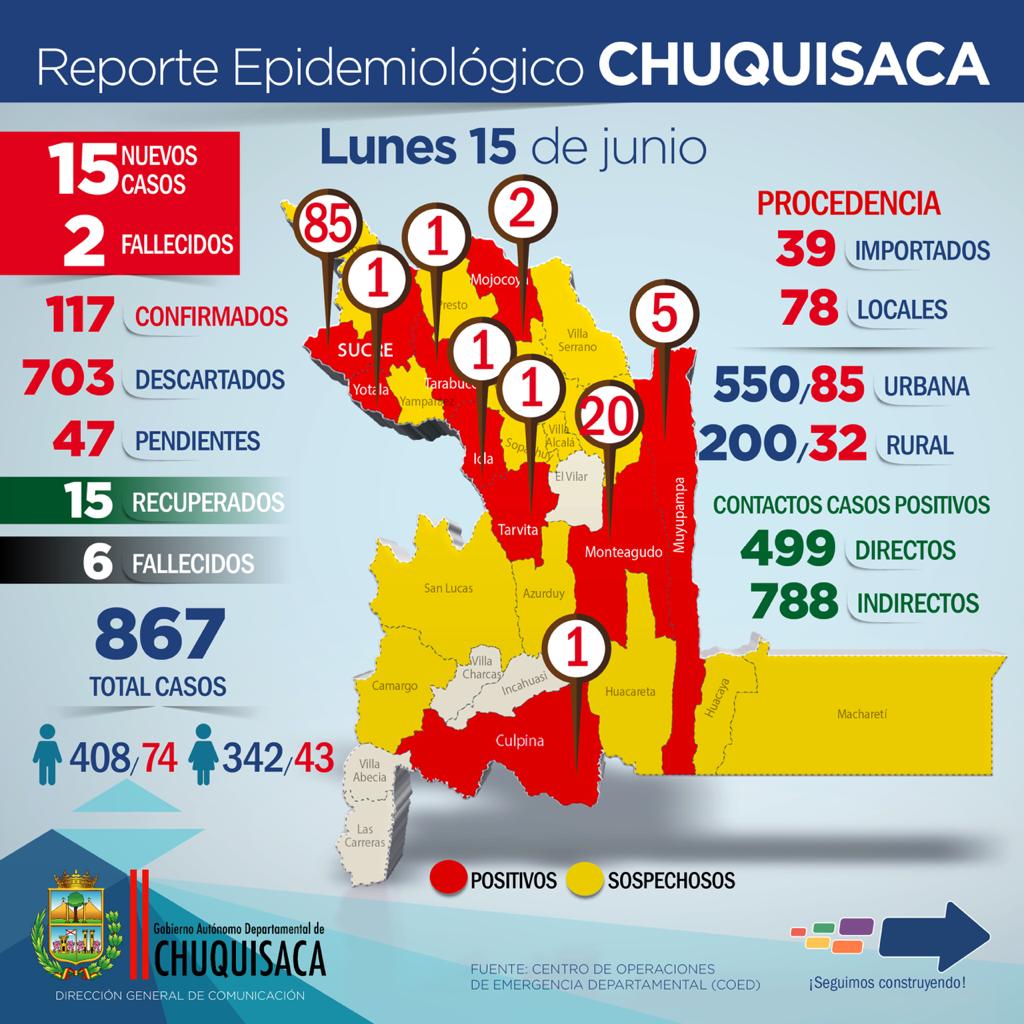 Reporte Epidemiológico CHUQUISACA
Lunes 15 de junio
15 NUEVOS CASOS
2 FALLECIDOS
117 CONFIRMADOS
703 DESCARTADOS
47 PENDIENTES
15 RECUPERADOS
6 FALLECIDOS
867
TOTAL CASOS
408/74 342/43
85
1
1
2
1
1
20
5
1
Mojocoya
Presto
SUCRE
Villa Serrano
Yotala
Yamparáez
Tarabuco
Icla
Sopachuy
Villa Alcalá
El Vilar
Tarvita
Monteagudo
Muyupampa
San Lucas
Azurduy
Camargo
Villa Charcas
Incahuasi
Huacareta
Huacaya
Macharetí
Culpina
Villa Abecia
Las Carreras
PROCEDENCIA
39 IMPORTADOS
78 LOCALES
550/85 URBANA
200/32 RURAL
CONTACTOS CASOS POSITIVOS
499 DIRECTOS
788 INDIRECTOS
POSITIVOS SOSPECHOSOS
Gobierno Autónomo Departamental de
CHUQUISACA
DIRECCIÓN GENERAL DE COMUNICACIÓN
FUENTE: CENTRO DE OPERACIONES
DE EMERGENCIA DEPARTAMENTAL (COED)
¡Seguimos construyendo!